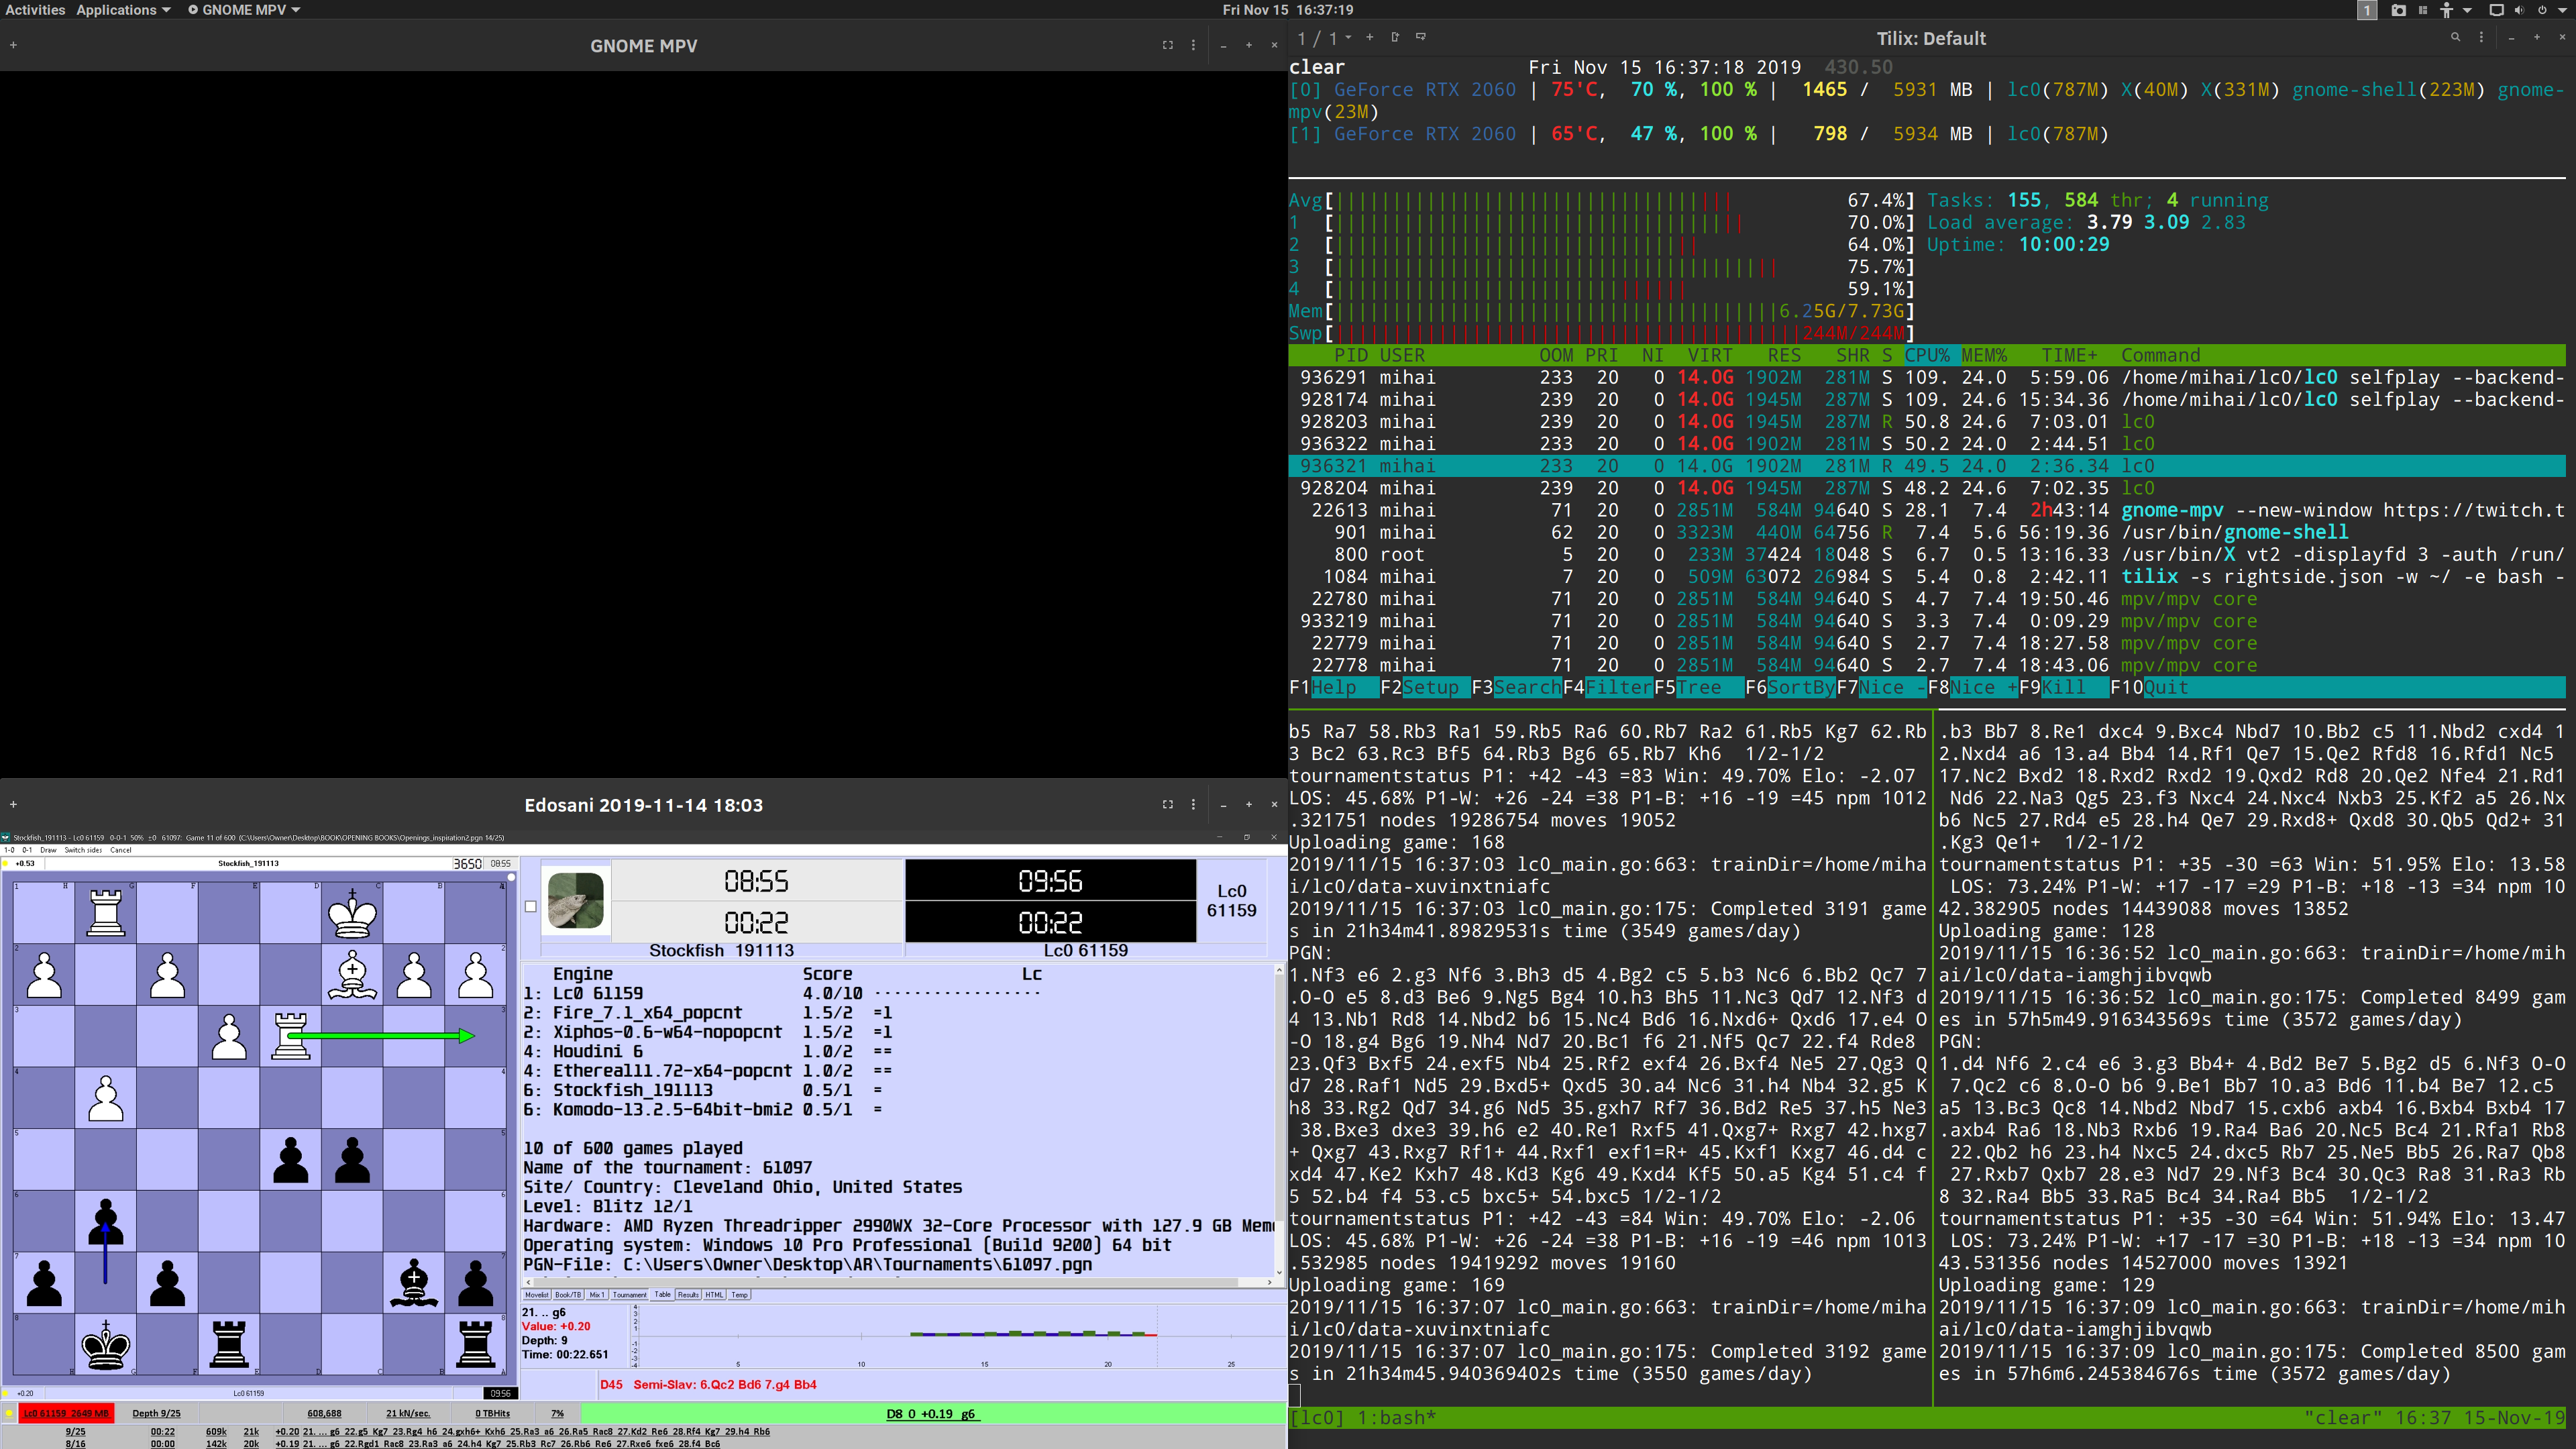 Activities Applications GNOME MPV
Fri Nov 15 16:37:19
1
GNOME MPV
1 / 1
Tilix: Default
clear Fri Nov 15 16:37:18 2019 430.50
[0] GeForce RTX 2060 | 75'C, 70 %, 100 % | 1465 / 5931 MB | lc0(787M) X(40M) X(331M) gnome-shell(223M) gnome-
mpv(23M)
[1] GeForce RTX 2060 | 65'C, 47 %, 100 % | 798 / 5934 MB | lc0(787M)
Avg[ 67.4%] Tasks: 155, 584 thr; 4 running
1 [ 70.0%] Load average: 3.79 3.09 2.83
2 [ 64.0%] Uptime: 10:00:29
3 [ 75.7%]
4 [ 59.1%]
Mem[ 6.25G/7.73G]
Swp[ 244M/244M]
PID USER OOM PRI NI VIRT RES SHR S CPU% MEM% TIME+ Command
936291 mihai 233 20 0 14.0G 1902M 281M S 109. 24.0 5:59.06 /home/mihai/lc0/lc0 selfplay --backend-
928174 mihai 239 20 0 14.0G 1945M 287M S 109. 24.6 15:34.36 /home/mihai/lc0/lc0 selfplay --backend-
928203 mihai 239 20 0 14.0G 1945M 287M R 50.8 24.6 7:03.01 lc0
936322 mihai 233 20 0 14.0G 1902M 281M S 50.2 24.0 2:44.51 lc0
936321 mihai 233 20 0 14.0G 1902M 281M R 49.5 24.0 2:36.34 lc0
928204 mihai 239 20 0 14.0G 1945M 287M S 48.2 24.6 7:02.35 lc0
22613 mihai 71 20 0 2851M 584M 94640 S 28.1 7.4 2h43:14 gnome-mpv --new-window https://twitch.t
901 mihai 62 20 0 3323M 440M 64756 R 7.4 5.6 56:19.36 /usr/bin/gnome-shell
800 root 5 20 0 233M 37424 18048 S 6.7 0.5 13:16.33 /usr/bin/X vt2 -displayfd 3 -auth /run/
1084 mihai 7 20 0 509M 63072 26984 S 5.4 0.8 2:42.11 tilix -s rightside.json -w ~/ -e bash -
22780 mihai 71 20 0 2851M 584M 94640 S 4.7 7.4 19:50.46 mpv/mpv core
933219 mihai 71 20 0 2851M 584M 94640 S 3.3 7.4 0:09.29 mpv/mpv core
22779 mihai 71 20 0 2851M 584M 94640 S 2.7 7.4 18:27.58 mpv/mpv core
22778 mihai 71 20 0 2851M 584M 94640 S 2.7 7.4 18:43.06 mpv/mpv core
F1Help F2Setup F3SearchF4FilterF5Tree F6SortByF7Nice -F8Nice +F9Kill F10Quit
b5 Ra7 58.Rb3 Ra1 59.Rb5 Ra6 60.Rb7 Ra2 61.Rb5 Kg7 62.Rb
3 Bc2 63.Rc3 Bf5 64.Rb3 Bg6 65.Rb7 Kh6 1/2-1/2
tournamentstatus P1: +42 -43 =83 Win: 49.70% Elo: -2.07
LOS: 45.68% P1-W: +26 -24 =38 P1-B: +16 -19 =45 npm 1012
.321751 nodes 19286754 moves 19052
Uploading game: 168
2019/11/15 16:37:03 lc0_main.go:663: trainDir=/home/miha
i/lc0/data-xuvinxtniafc
2019/11/15 16:37:03 lc0_main.go:175: Completed 3191 game
s in 21h34m41.89829531s time (3549 games/day)
PGN:
1.Nf3 e6 2.g3 Nf6 3.Bh3 d5 4.Bg2 c5 5.b3 Nc6 6.Bb2 Qc7 7
.O-O e5 8.d3 Be6 9.Ng5 Bg4 10.h3 Bh5 11.Nc3 Qd7 12.Nf3 d
4 13.Nb1 Rd8 14.Nbd2 b6 15.Nc4 Bd6 16.Nxd6+ Qxd6 17.e4 O
-O 18.g4 Bg6 19.Nh4 Nd7 20.Bc1 f6 21.Nf5 Qc7 22.f4 Rde8
23.Qf3 Bxf5 24.exf5 Nb4 25.Rf2 exf4 26.Bxf4 Ne5 27.Qg3 Q
d7 28.Raf1 Nd5 29.Bxd5+ Qxd5 30.a4 Nc6 31.h4 Nb4 32.g5 K
h8 33.Rg2 Qd7 34.g6 Nd5 35.gxh7 Rf7 36.Bd2 Re5 37.h5 Ne3
38.Bxe3 dxe3 39.h6 e2 40.Re1 Rxf5 41.Qxg7+ Rxg7 42.hxg7
+ Qxg7 43.Rxg7 Rf1+ 44.Rxf1 exf1=R+ 45.Kxf1 Kxg7 46.d4 c
xd4 47.Ke2 Kxh7 48.Kd3 Kg6 49.Kxd4 Kf5 50.a5 Kg4 51.c4 f
5 52.b4 f4 53.c5 bxc5+ 54.bxc5 1/2-1/2
tournamentstatus P1: +42 -43 =84 Win: 49.70% Elo: -2.06
LOS: 45.68% P1-W: +26 -24 =38 P1-B: +16 -19 =46 npm 1013
.532985 nodes 19419292 moves 19160
Uploading game: 169
2019/11/15 16:37:07 lc0_main.go:663: trainDir=/home/miha
i/lc0/data-xuvinxtniafc
2019/11/15 16:37:07 lc0_main.go:175: Completed 3192 game
s in 21h34m45.940369402s time (3550 games/day)
.b3 Bb7 8.Re1 dxc4 9.Bxc4 Nbd7 10.Bb2 c5 11.Nbd2 cxd4 1
2.Nxd4 a6 13.a4 Bb4 14.Rf1 Qe7 15.Qe2 Rfd8 16.Rfd1 Nc5
17.Nc2 Bxd2 18.Rxd2 Rxd2 19.Qxd2 Rd8 20.Qe2 Nfe4 21.Rd1
Nd6 22.Na3 Qg5 23.f3 Nxc4 24.Nxc4 Nxb3 25.Kf2 a5 26.Nx
b6 Nc5 27.Rd4 e5 28.h4 Qe7 29.Rxd8+ Qxd8 30.Qb5 Qd2+ 31
.Kg3 Qe1+ 1/2-1/2
tournamentstatus P1: +35 -30 =63 Win: 51.95% Elo: 13.58
LOS: 73.24% P1-W: +17 -17 =29 P1-B: +18 -13 =34 npm 10
42.382905 nodes 14439088 moves 13852
Uploading game: 128
2019/11/15 16:36:52 lc0_main.go:663: trainDir=/home/mih
ai/lc0/data-iamghjibvqwb
2019/11/15 16:36:52 lc0_main.go:175: Completed 8499 gam
es in 57h5m49.916343569s time (3572 games/day)
PGN:
1.d4 Nf6 2.c4 e6 3.g3 Bb4+ 4.Bd2 Be7 5.Bg2 d5 6.Nf3 O-O
7.Qc2 c6 8.O-O b6 9.Be1 Bb7 10.a3 Bd6 11.b4 Be7 12.c5
a5 13.Bc3 Qc8 14.Nbd2 Nbd7 15.cxb6 axb4 16.Bxb4 Bxb4 17
.axb4 Ra6 18.Nb3 Rxb6 19.Ra4 Ba6 20.Nc5 Bc4 21.Rfa1 Rb8
22.Qb2 h6 23.h4 Nxc5 24.dxc5 Rb7 25.Ne5 Bb5 26.Ra7 Qb8
27.Rxb7 Qxb7 28.e3 Nd7 29.Nf3 Bc4 30.Qc3 Ra8 31.Ra3 Rb
8 32.Ra4 Bb5 33.Ra5 Bc4 34.Ra4 Bb5 1/2-1/2
tournamentstatus P1: +35 -30 =64 Win: 51.94% Elo: 13.47
LOS: 73.24% P1-W: +17 -17 =30 P1-B: +18 -13 =34 npm 10
43.531356 nodes 14527000 moves 13921
Uploading game: 129
2019/11/15 16:37:09 lc0_main.go:663: trainDir=/home/mih
ai/lc0/data-iamghjibvqwb
2019/11/15 16:37:09 lc0_main.go:175: Completed 8500 gam
es in 57h6m6.245384676s time (3572 games/day)
[lc0] 1:bash* "clear" 16:37 15-Nov-19
Edosani 2019-11-14 18:03
Stockfish_191113 - Lc0 61159 0-0-1 50% ±0 61097: Game 11 of 600 (C:\Users\Owner\Desktop\BOOK\OPENING BOOKS\Openings_inspiration2.pgn 14/25)
1-0 0-1 Draw Switch sides Cancel
+0.53 Stockfish_191113 3650 08:55
1 H G F E D C B A 1
2 2
3 3
4 4
5 5
6 6
7 7
8 H G F E D C B A 8
+0.20 Lc0 61159 09:56
08:55 09:56 Lc0
00:22 00:22 61159
Stockfish 191113 Lc0 61159
Engine Score Lc
1: Lc0 61159 4.0/10 ·················
2: Fire_7.1_x64_popcnt 1.5/2 =1
2: Xiphos-0.6-w64-nopopcnt 1.5/2 =1
4: Houdini 6 1.0/2 ==
4: Ethereal11.72-x64-popcnt 1.0/2 ==
6: Stockfish_191113 0.5/1 =
6: Komodo-13.2.5-64bit-bmi2 0.5/1 =
10 of 600 games played
Name of the tournament: 61097
Site/ Country: Cleveland Ohio, United States
Level: Blitz 12/1
Hardware: AMD Ryzen Threadripper 2990WX 32-Core Processor with 127.9 GB Mem
Operating system: Windows 10 Pro Professional (Build 9200) 64 bit
PGN-File: C:\Users\Owner\Desktop\AR\Tournaments\61097.pgn
Movelist Book/TB Mix 1 Tournament Table Results HTML Temp
21. .. g6
Value: +0.20
Depth: 9
Time: 00:22.651
4
3
2
1
-1
-2
-3
-4
5 10 15 20 25
D45 Semi-Slav: 6.Qc2 Bd6 7.g4 Bb4
Lc0 61159 2649 MB Depth 9/25 608,688 21 kN/sec. 0 TBHits 7% D8 0 +0.19 g6
9/25 00:22 609k 21k +0.20 21. ... g6 22.g5 Kg7 23.Rg4 h6 24.gxh6+ Kxh6 25.Ra3 a6 26.Ra5 Rac8 27.Kd2 Re6 28.Rf4 Kg7 29.h4 Rb6
8/16 00:00 142k 20k +0.19 21. ... g6 22.Rgd1 Rac8 23.Ra3 a6 24.h4 Kg7 25.Rb3 Rc7 26.Rb6 Re6 27.Rxe6 fxe6 28.f4 Bc6